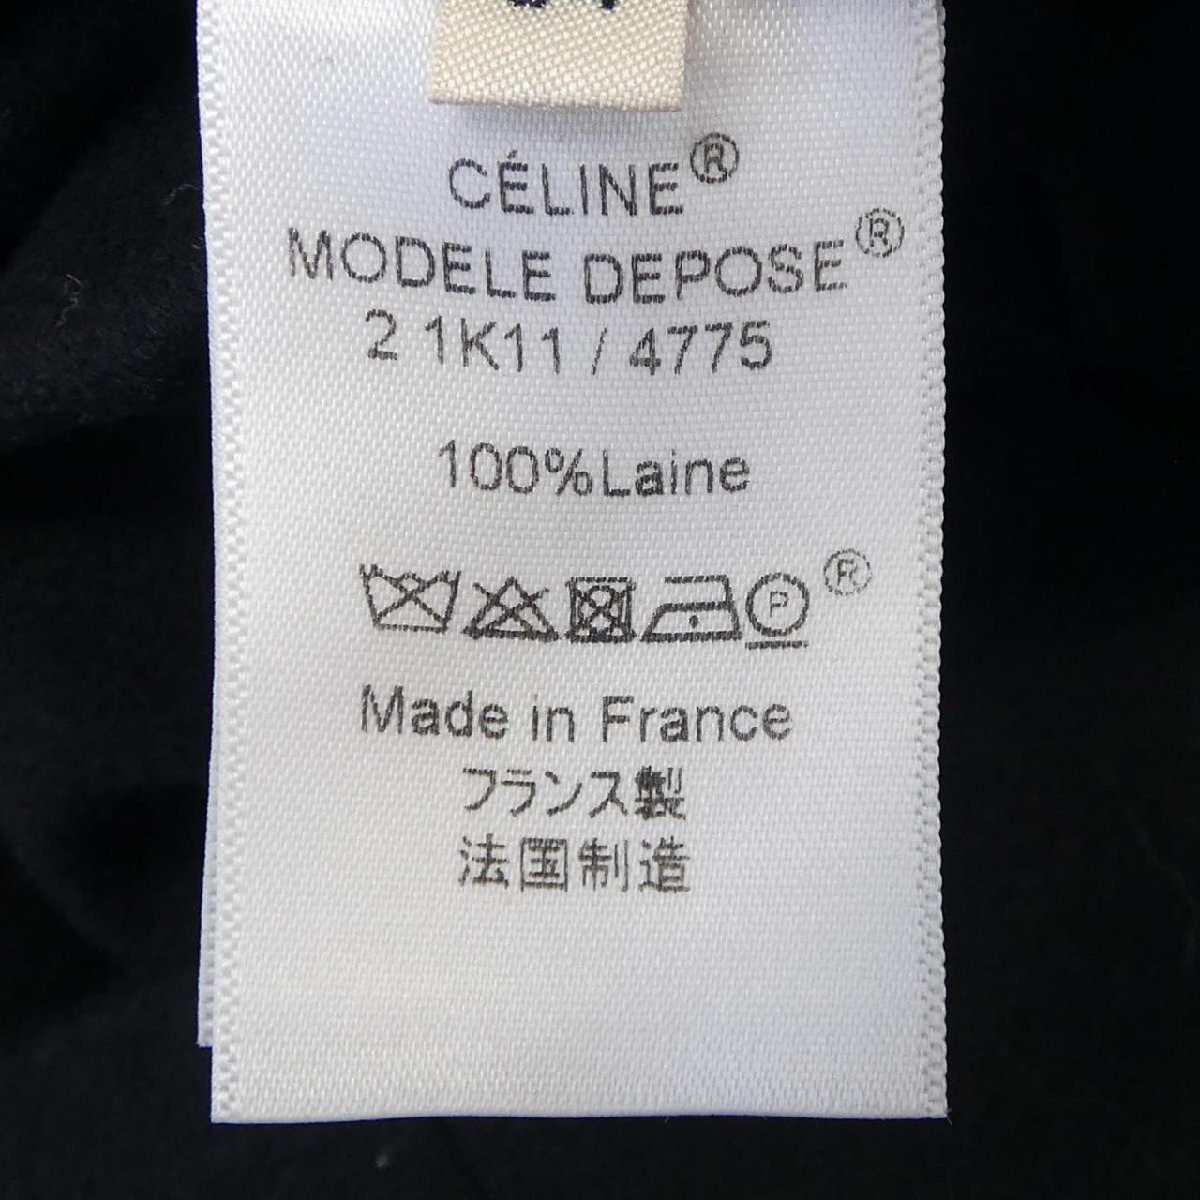 CÉLINE®
MODELE DEPOSE®
2 1K11 / 4775
100%Laine
P ®
Made in France
フランス製
法国制造